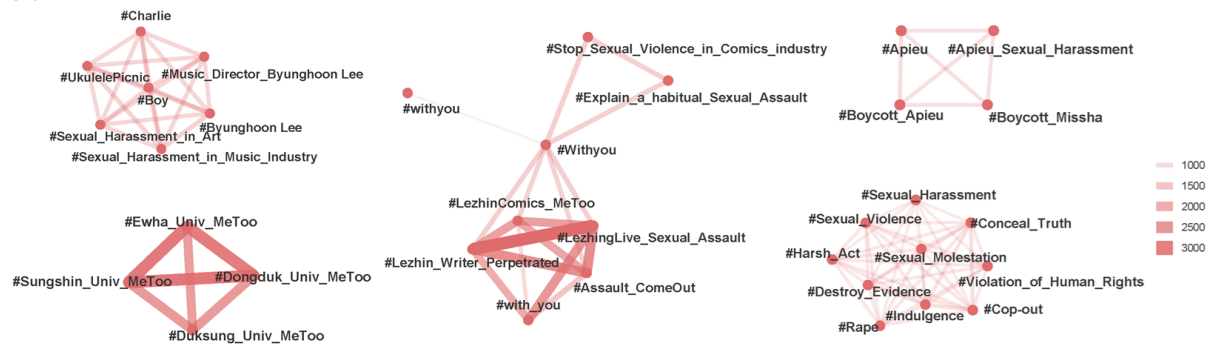 #Charlie
#UkulelePicnic
#Music_Director_Byunghoon Lee
#Boy
#Byunghoon Lee
#Sexual_Harassment_in_Art
#Sexual_Harassment_in_Music_Industry
#Stop_Sexual_Violence_in_Comics_industry
#Explain_a_habitual_Sexual_Assault
#withyou
#Withyou
#LezhinComics_MeToo
#LezhingLive_Sexual_Assault
#Lezhin_Writer_Perpetrated
#Assault_ComeOut
#with_you
#Apieu
#Apieu_Sexual_Harassment
#Boycott_Apieu
#Boycott_Missha
#Ewha_Univ_MeToo
#Sungshin_Univ_MeToo
#Dongduk_Univ_MeToo
#Duksung_Univ_MeToo
#Sexual_Harassment
#Sexual_Violence
#Conceal_Truth
#Harsh_Act
#Sexual_Molestation
#Violation_of_Human_Rights
#Destroy_Evidence
#Indulgence
#Cop-out
#Rape
1000
1500
2000
2500
3000